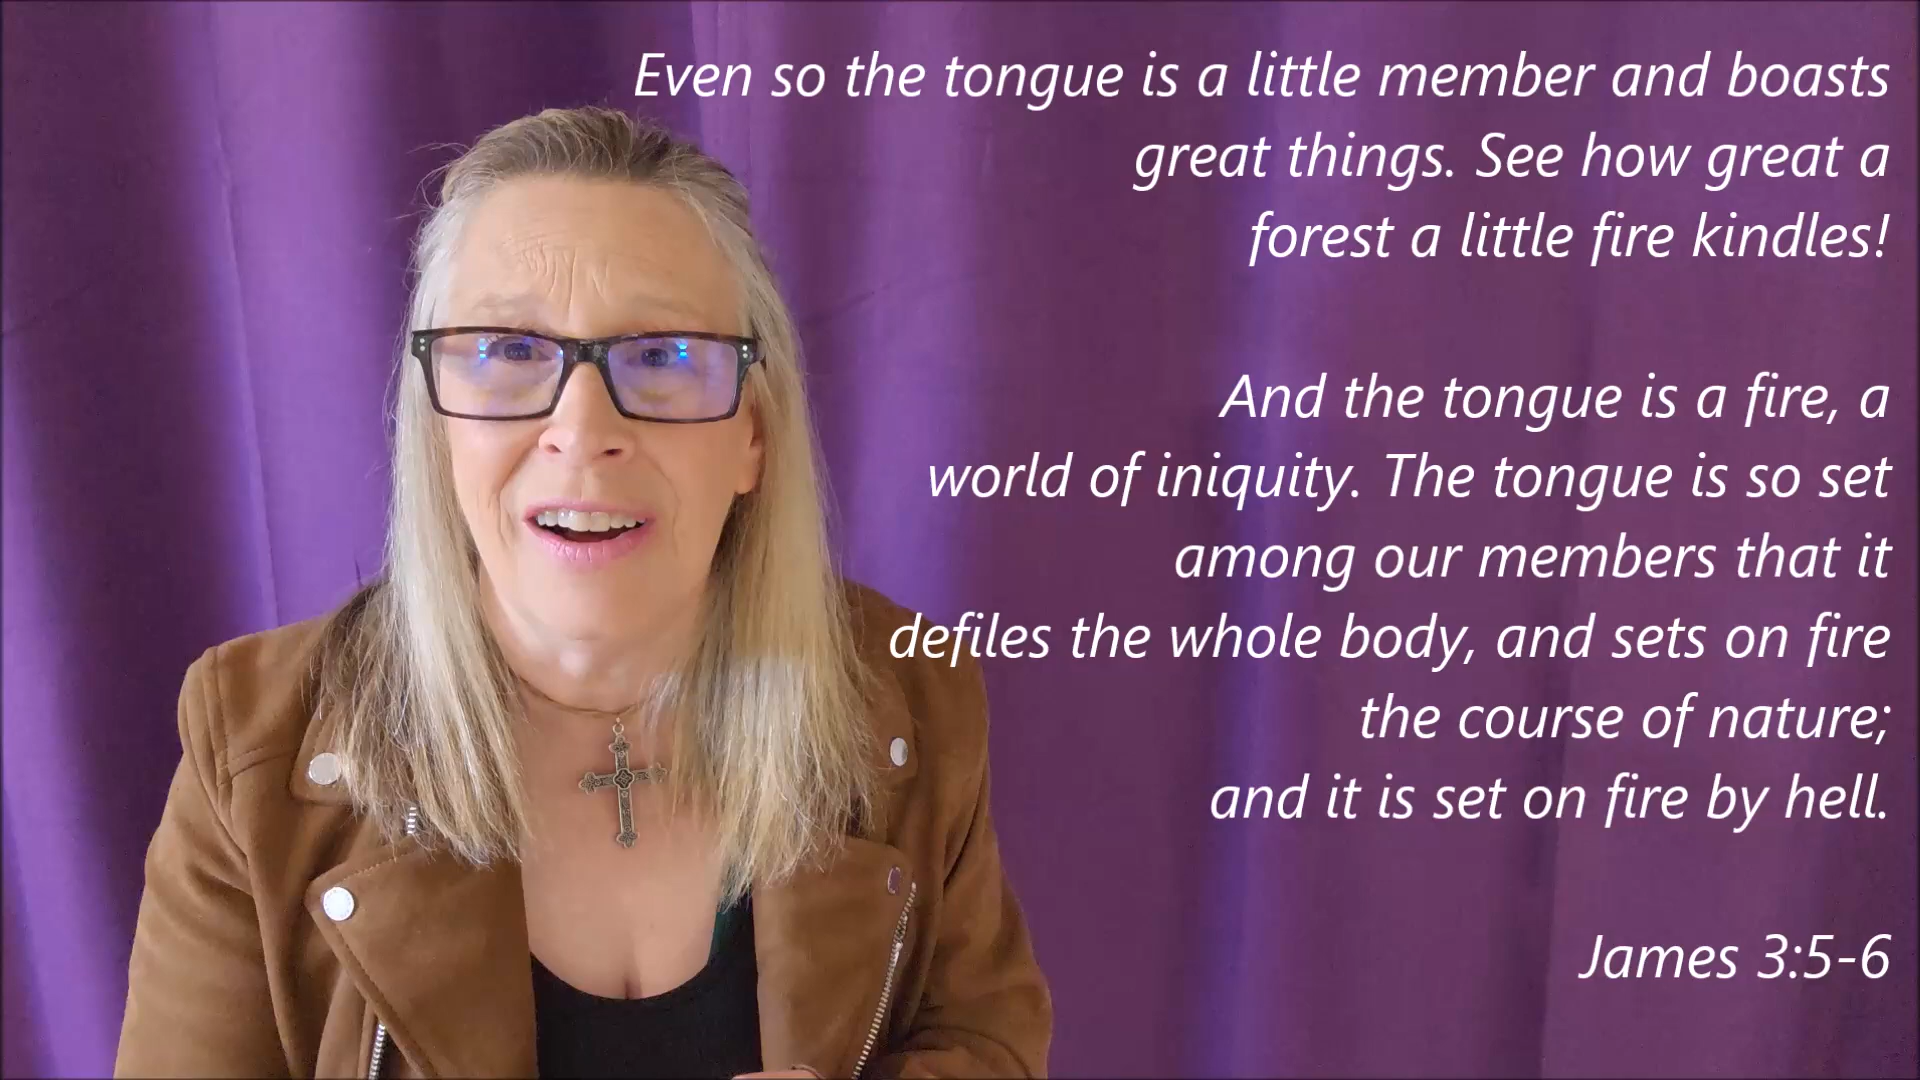 Even so the tongue is a little member and boasts
great things. See how great a
forest a little fire kindles!
And the tongue is a fire, a
world of iniquity. The tongue is so set
among our members that it
defiles the whole body, and sets on fire
the course of nature;
and it is set on fire by hell.
James 3:5-6